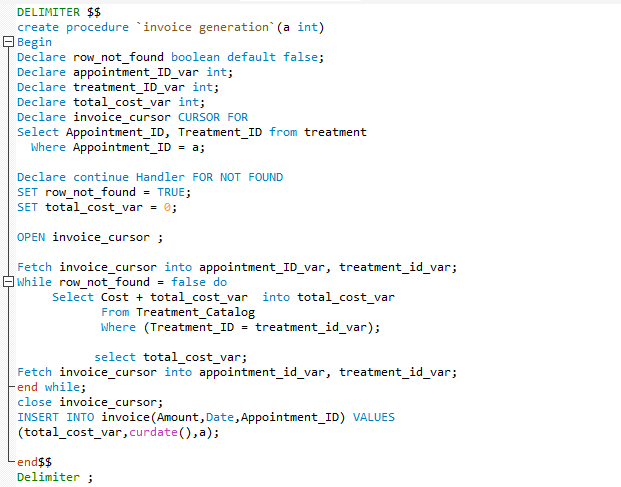 DELIMITER $$
create procedure `invoice generation`(a int)
Begin
Declare row_not_found boolean default false;
Declare appointment_ID_var int;
Declare treatment_ID_var int;
Declare total_cost_var int;
Declare invoice_cursor CURSOR FOR
Select Appointment_ID, Treatment_ID from treatment
Where Appointment_ID = a;
Declare continue Handler FOR NOT FOUND
SET row_not_found = TRUE;
SET total_cost_var = 0;
OPEN invoice_cursor ;
Fetch invoice_cursor into appointment_ID_var, treatment_id_var;
While row_not_found = false do
Select Cost + total_cost_var  into total_cost_var
From Treatment_Catalog
Where (Treatment_ID = treatment_id_var);
select total_cost_var;
Fetch invoice_cursor into appointment_id_var, treatment_id_var;
end while;
close invoice_cursor;
INSERT INTO invoice(Amount,Date,Appointment_ID) VALUES
(total_cost_var,curdate(),a);
end$$
Delimiter ;